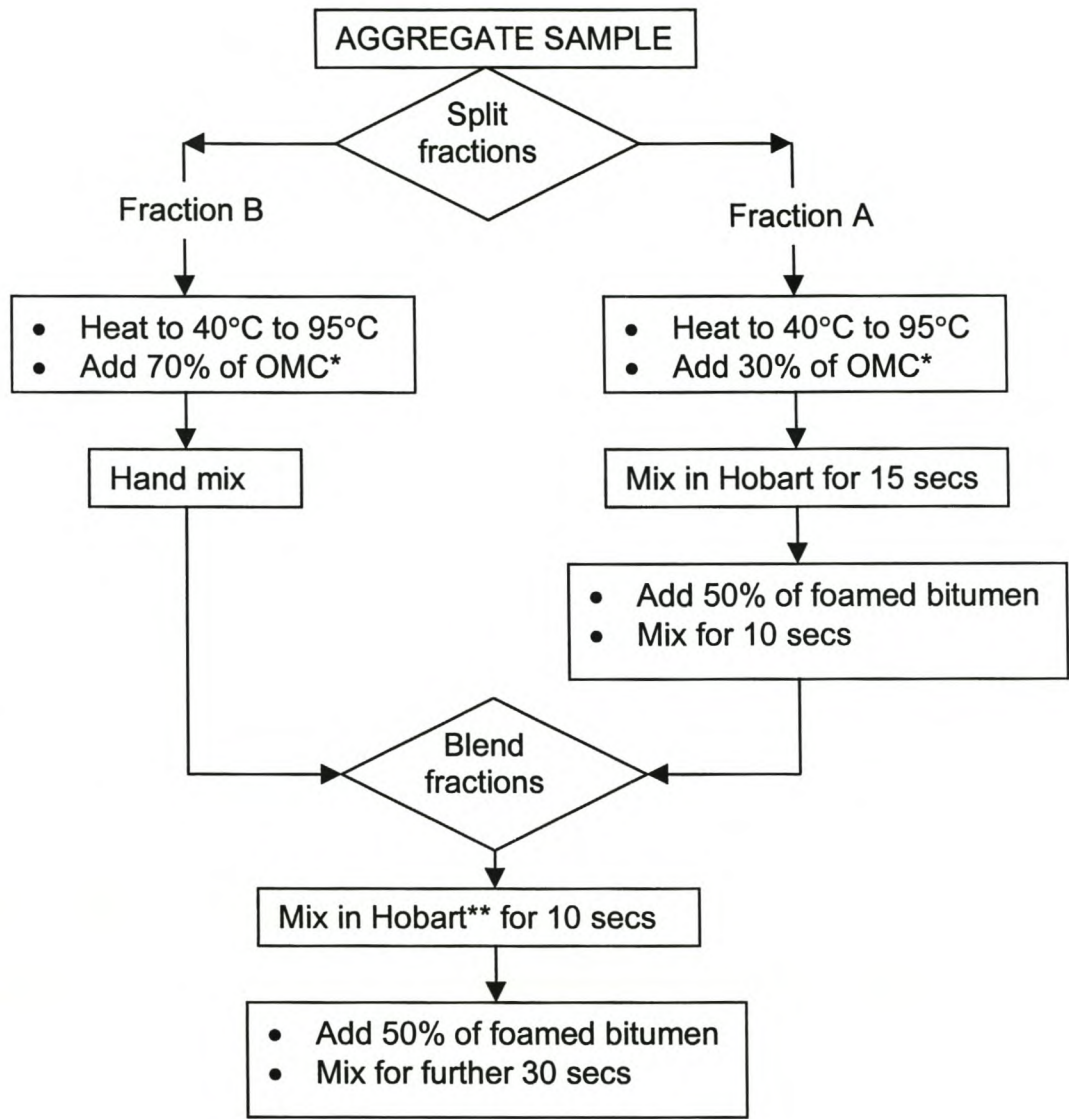 AGGREGATE SAMPLE
Split
fractions
Fraction B
Fraction A
• Heat to 40°C to 95°C
• Add 70% of OMC*
• Heat to 40°C to 95°C
• Add 30% of OMC*
Hand mix
Mix in Hobart for 15 secs
• Add 50% of foamed bitumen
• Mix for 10 secs
Blend
fractions
Mix in Hobart** for 10 secs
• Add 50% of foamed bitumen
• Mix for further 30 secs